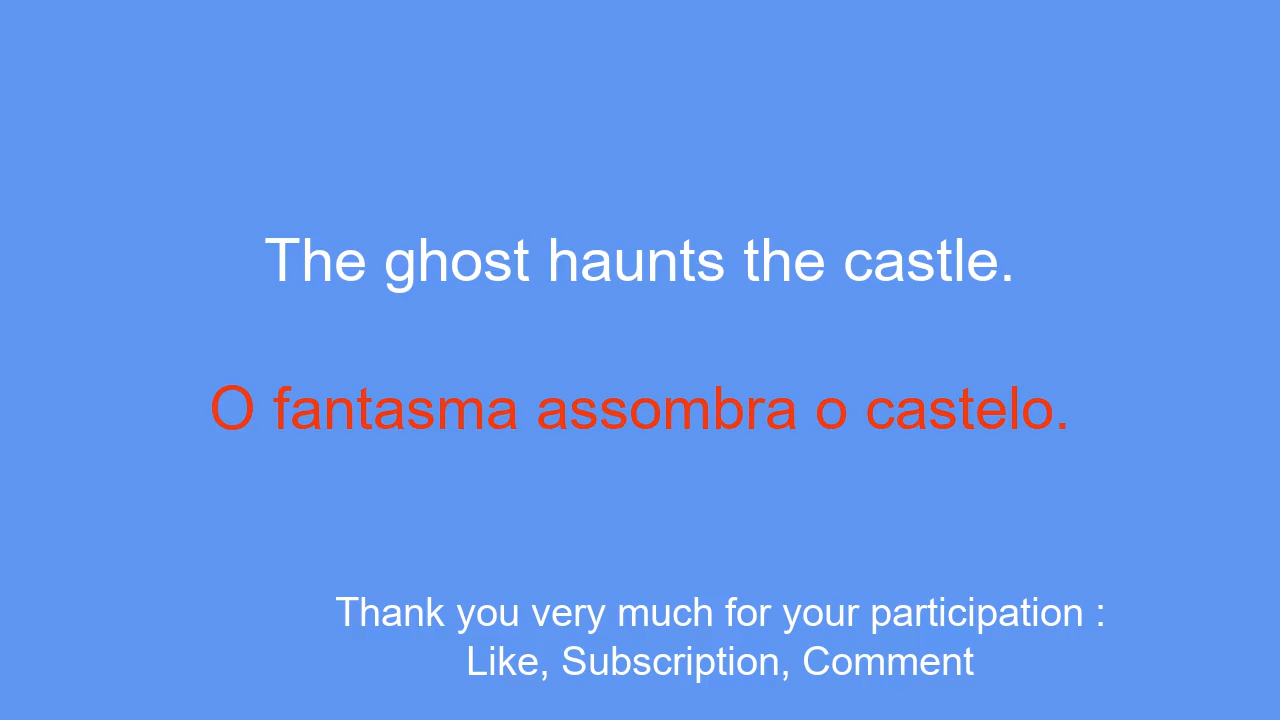 The ghost haunts the castle.
O fantasma assombra o castelo.
Thank you very much for your participation :
Like, Subscription, Comment